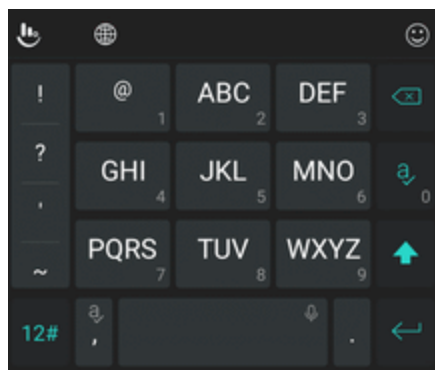 ! @ 1 ABC 2 DEF 3
?
GHI 4 JKL 5 MNO 6 a 0
'
PQRS 7 TUV 8 WXYZ 9
~
12# a , .